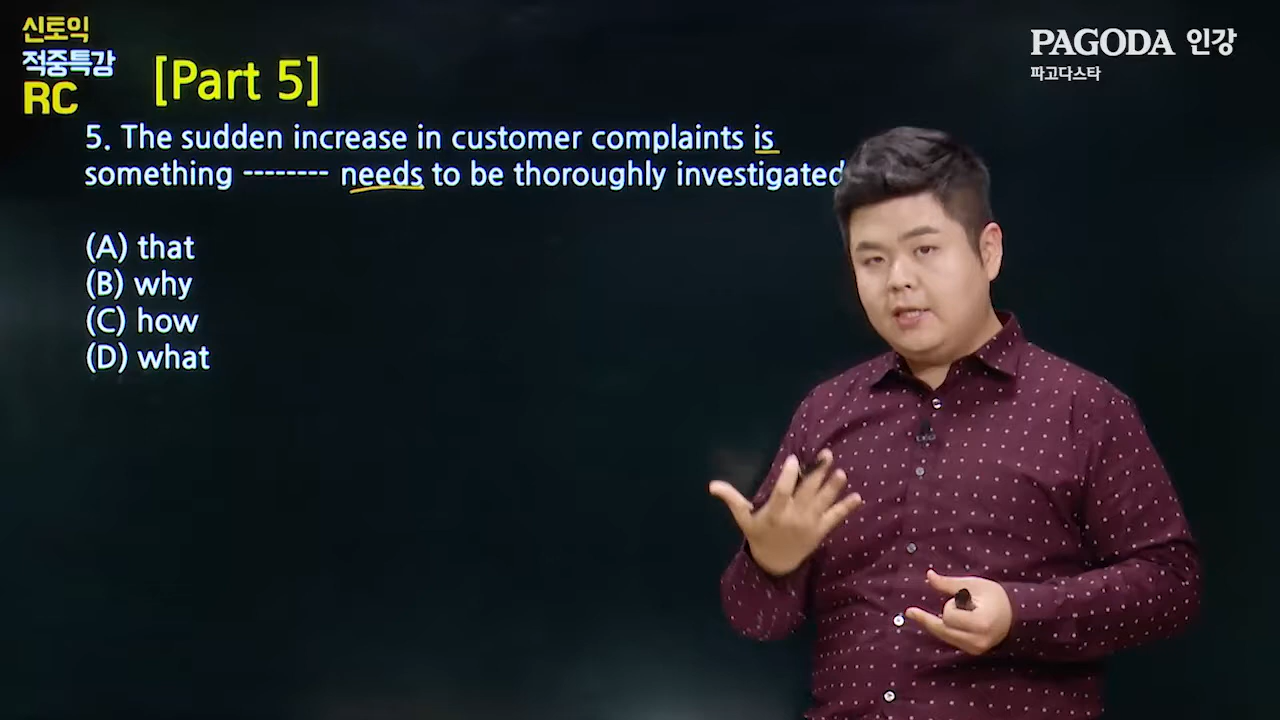 신토익
적중특강
RC
[Part 5]
PAGODA 인강
파고다스타
5. The sudden increase in customer complaints is
something -------- needs to be thoroughly investigated
(A) that
(B) why
(C) how
(D) what